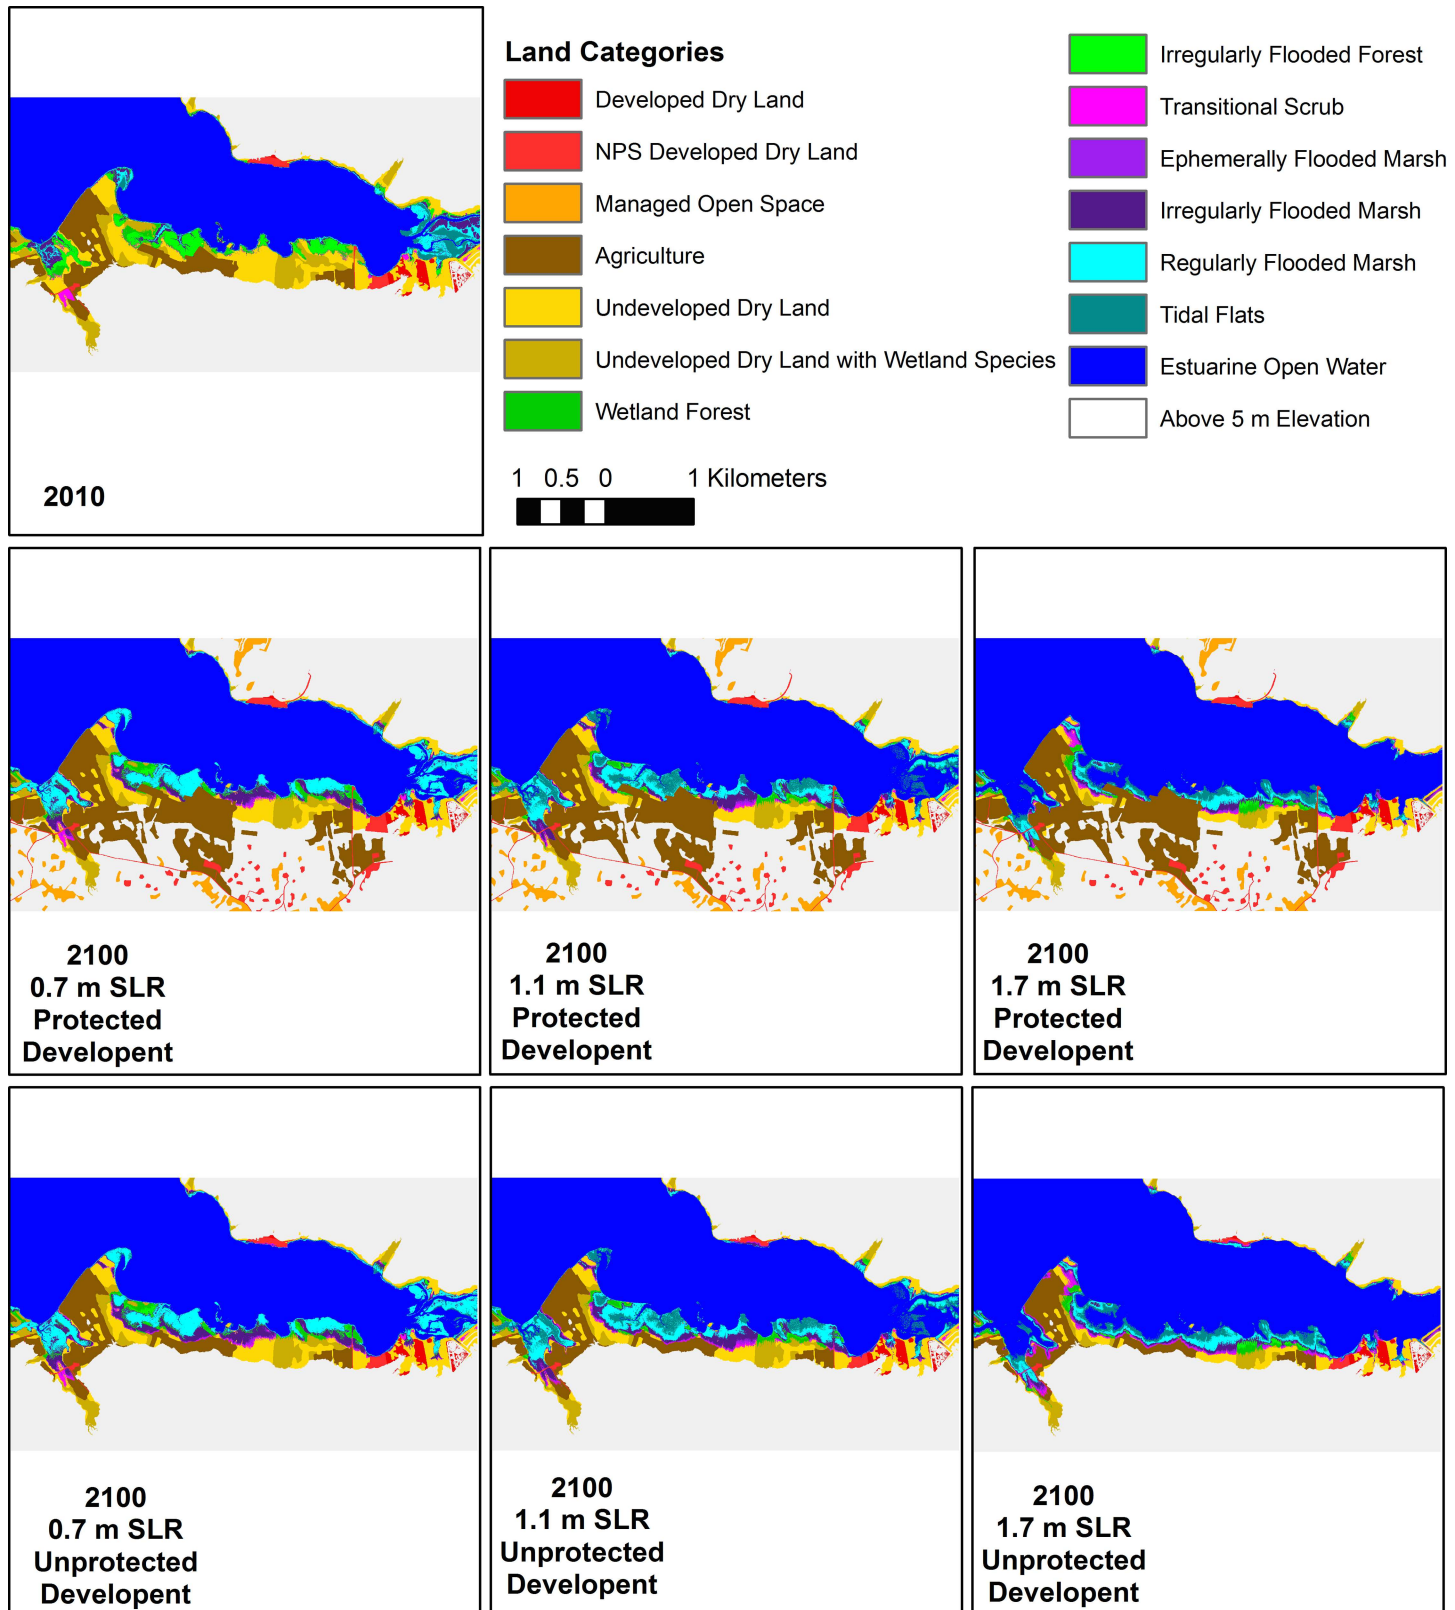 2010
Land Categories
Developed Dry Land
NPS Developed Dry Land
Managed Open Space
Agriculture
Undeveloped Dry Land
Undeveloped Dry Land with Wetland Species
Wetland Forest
Irregularly Flooded Forest
Transitional Scrub
Ephemerally Flooded Marsh
Irregularly Flooded Marsh
Regularly Flooded Marsh
Tidal Flats
Estuarine Open Water
Above 5 m Elevation
1 0.5 0 1 Kilometers
2100
0.7 m SLR
Protected
Developent
2100
1.1 m SLR
Protected
Developent
2100
1.7 m SLR
Protected
Developent
2100
0.7 m SLR
Unprotected
Developent
2100
1.1 m SLR
Unprotected
Developent
2100
1.7 m SLR
Unprotected
Developent